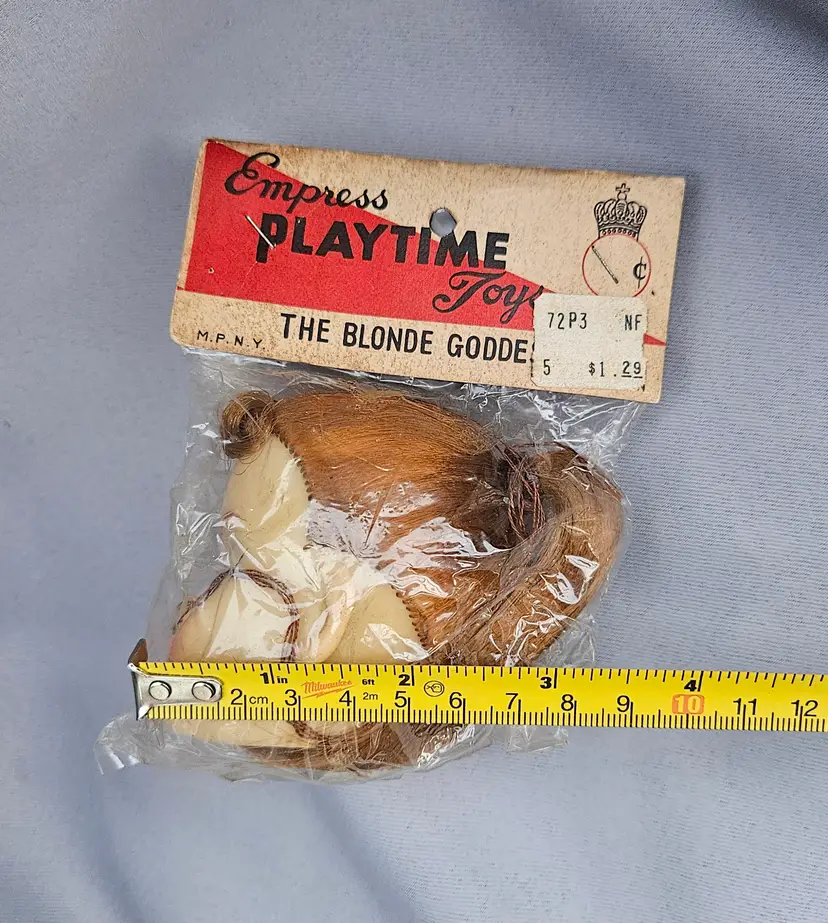 Empress
PLAYTIME
Toys
¢
72P3 NF
5 $1.29
M.P.N.Y. THE BLONDE GODDES
1in Milwaukee 6ft 2 3 4
2cm 3 4 2m 5 6 7 8 9 10 11 12